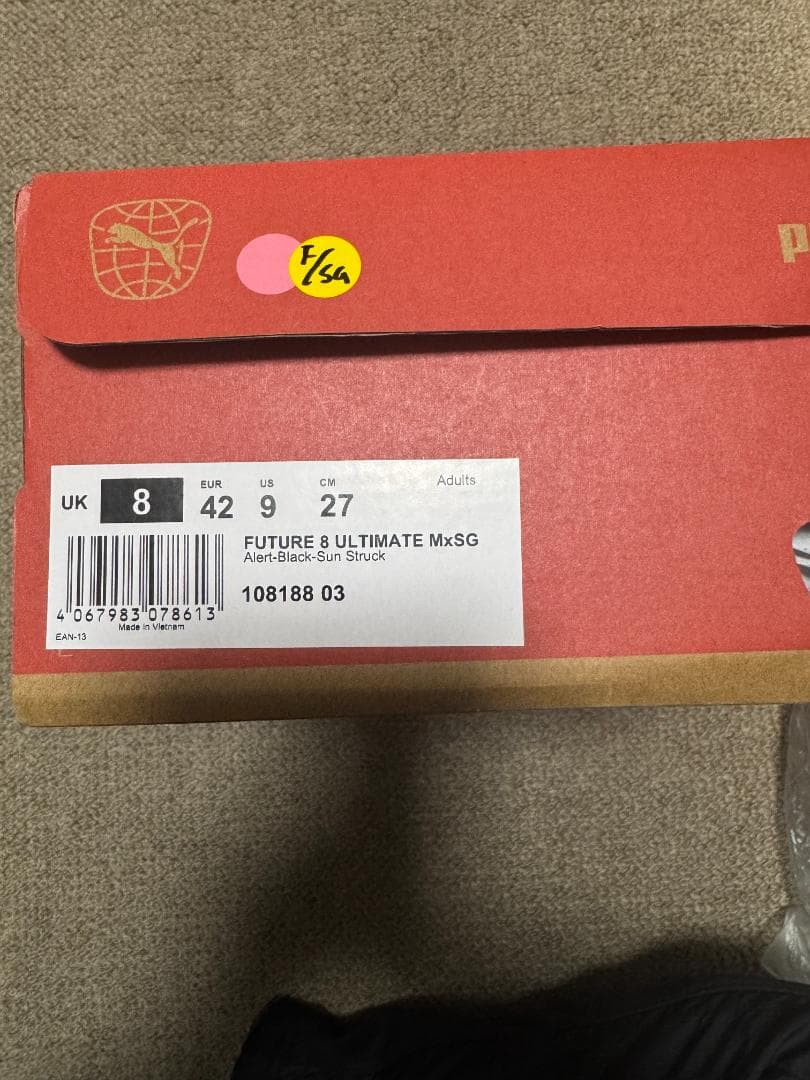 F/SG
P
UK 8 EUR 42 US 9 CM 27 Adults
FUTURE 8 ULTIMATE MxSG
Alert-Black-Sun Struck
108188 03
4 067983 078613
Made in Vietnam
EAN-13